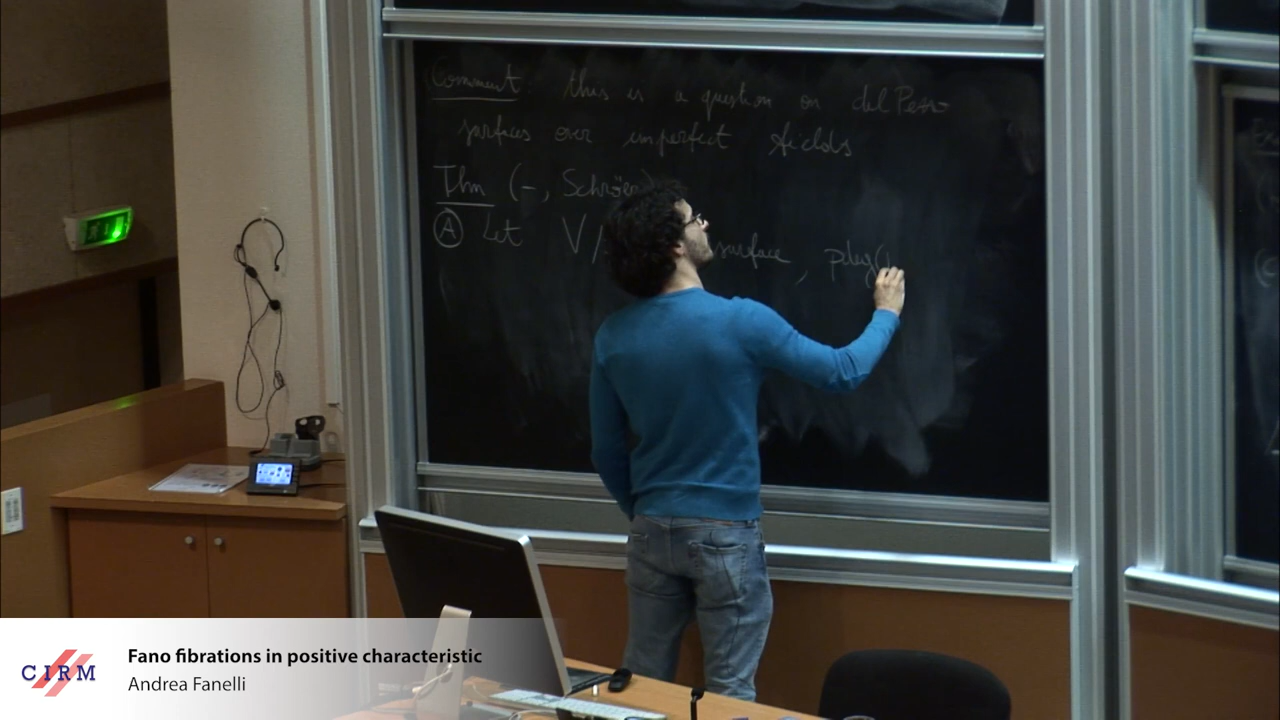 Comment: this is a question on del Pezzo
surfaces over imperfect fields
Thm (-, Schröer)
Ⓐ Let V/ surface, pdeg(
CIRM
Fano fibrations in positive characteristic
Andrea Fanelli